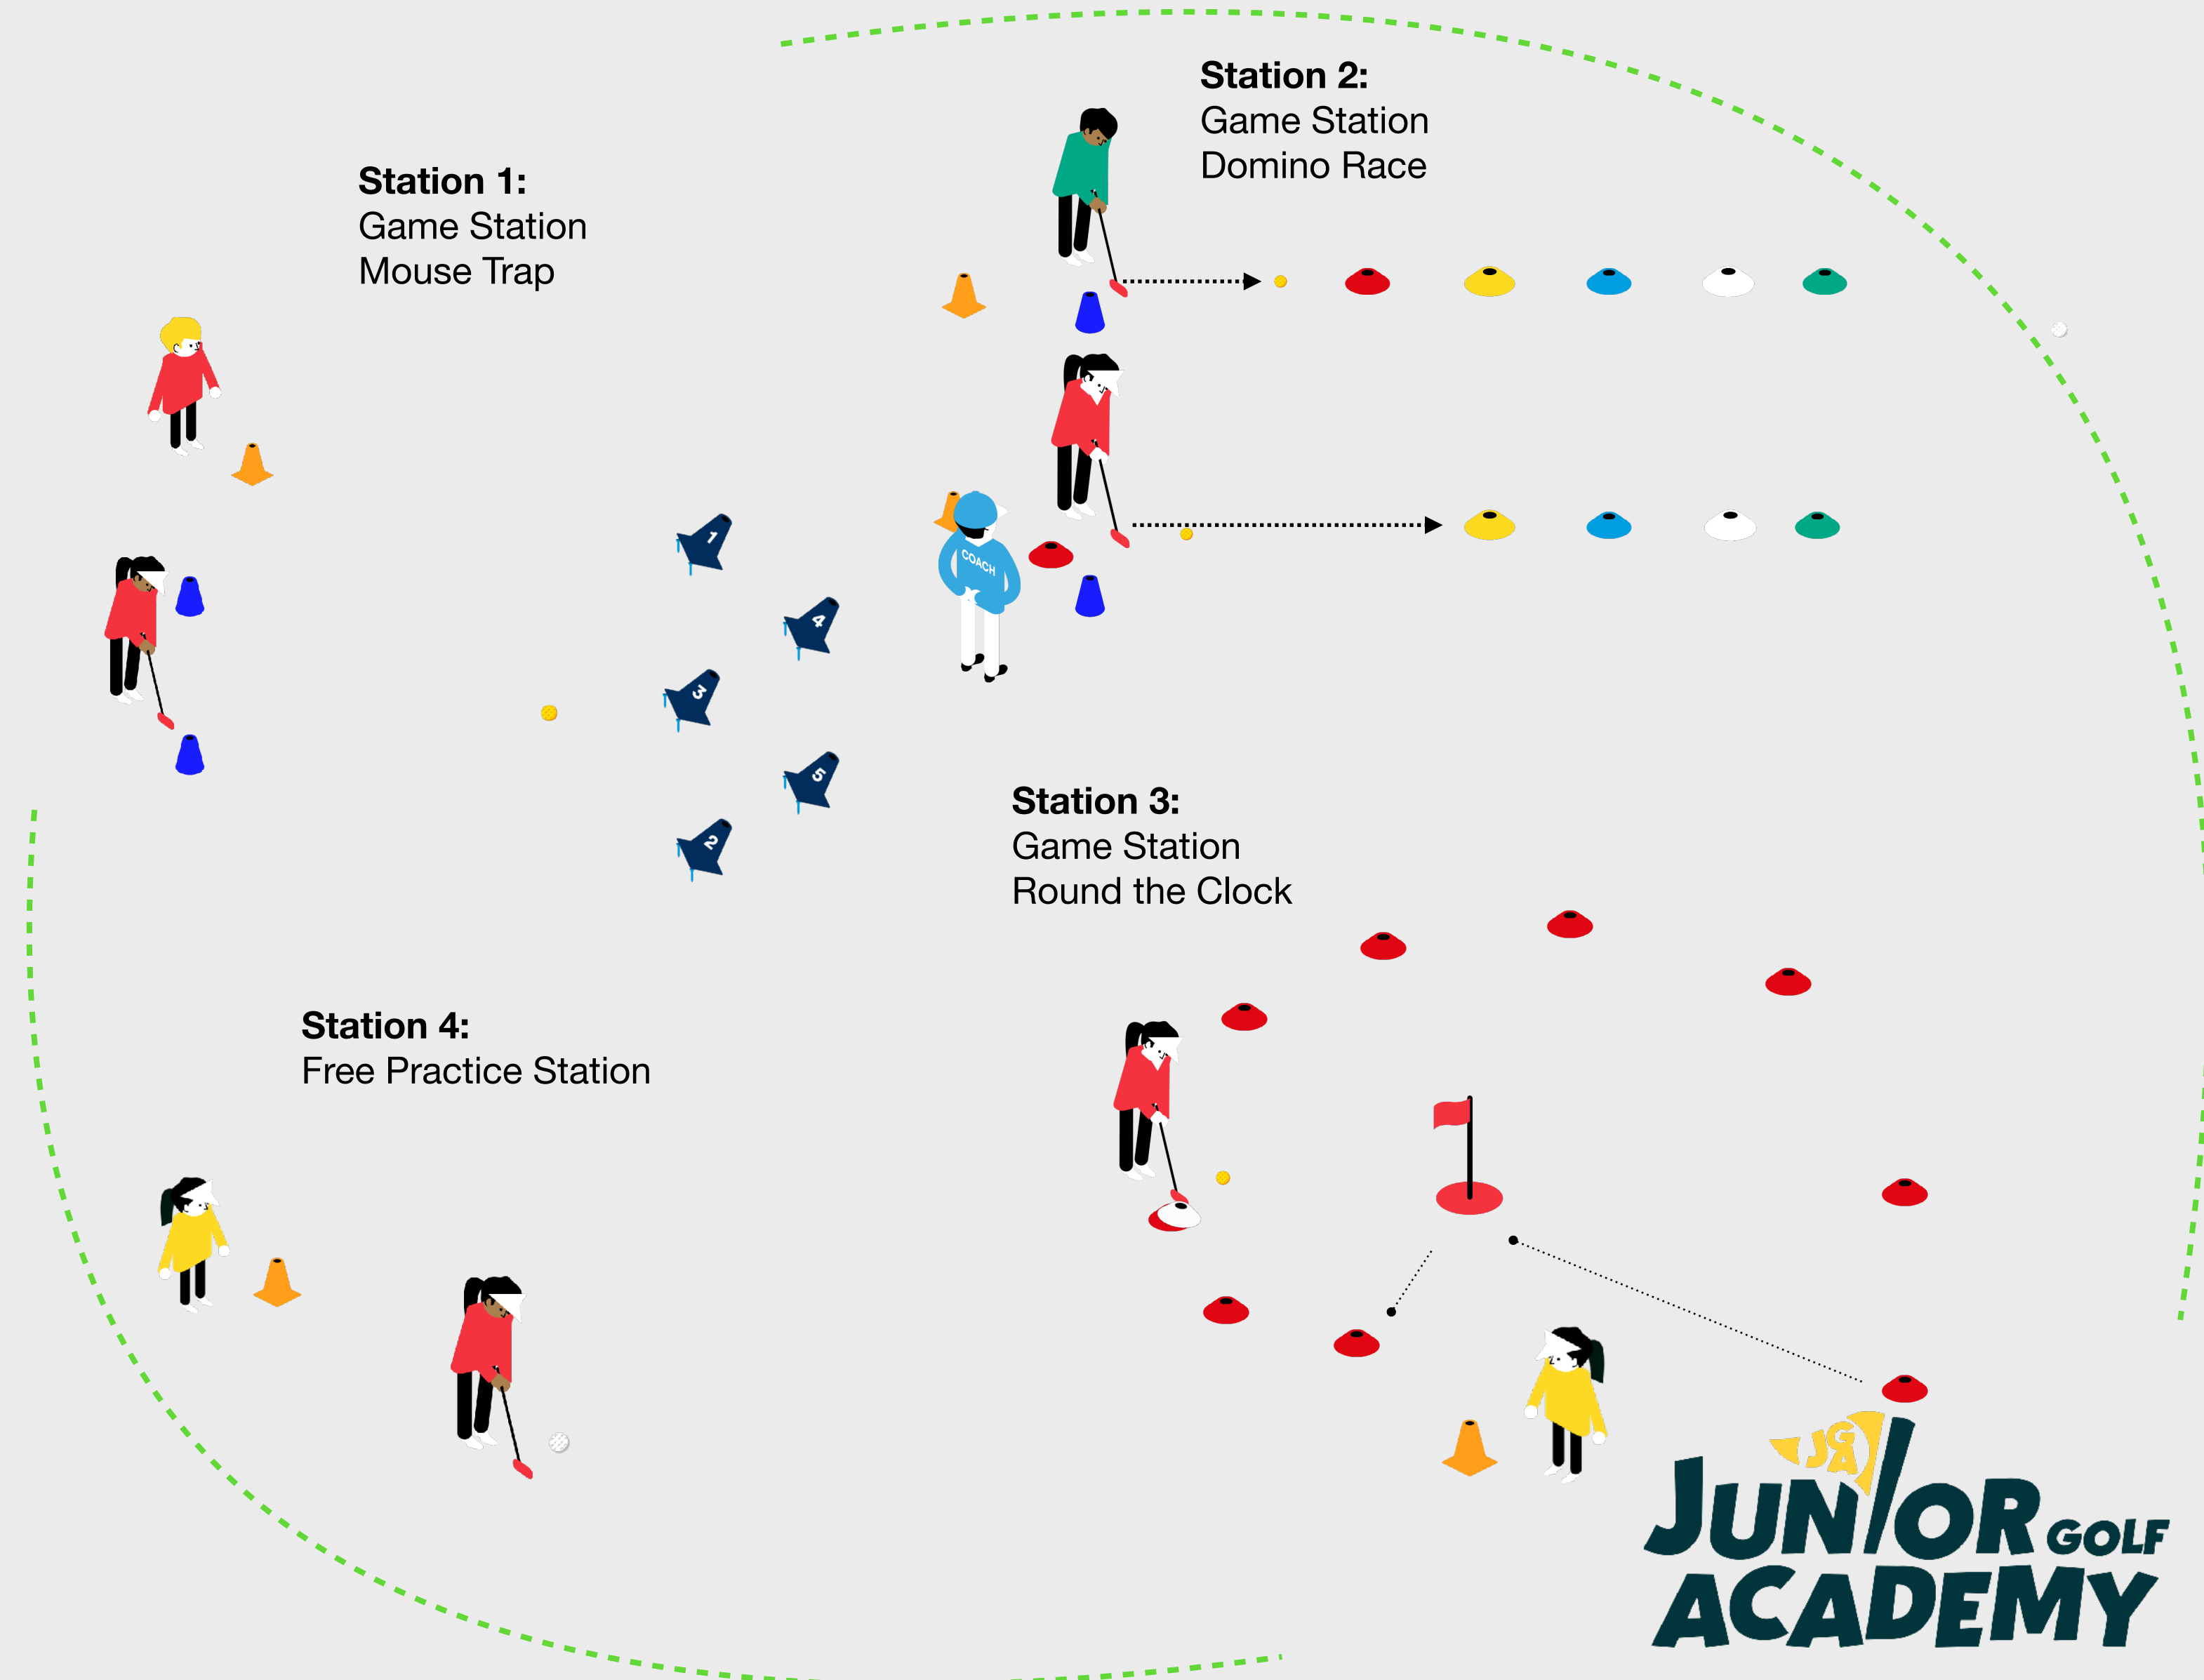 Station 1:
Game Station
Mouse Trap
Station 2:
Game Station
Domino Race
1
4
3
5
2
COACH
Station 3:
Game Station
Round the Clock
Station 4:
Free Practice Station
JGA
JUNIOR GOLF
ACADEMY